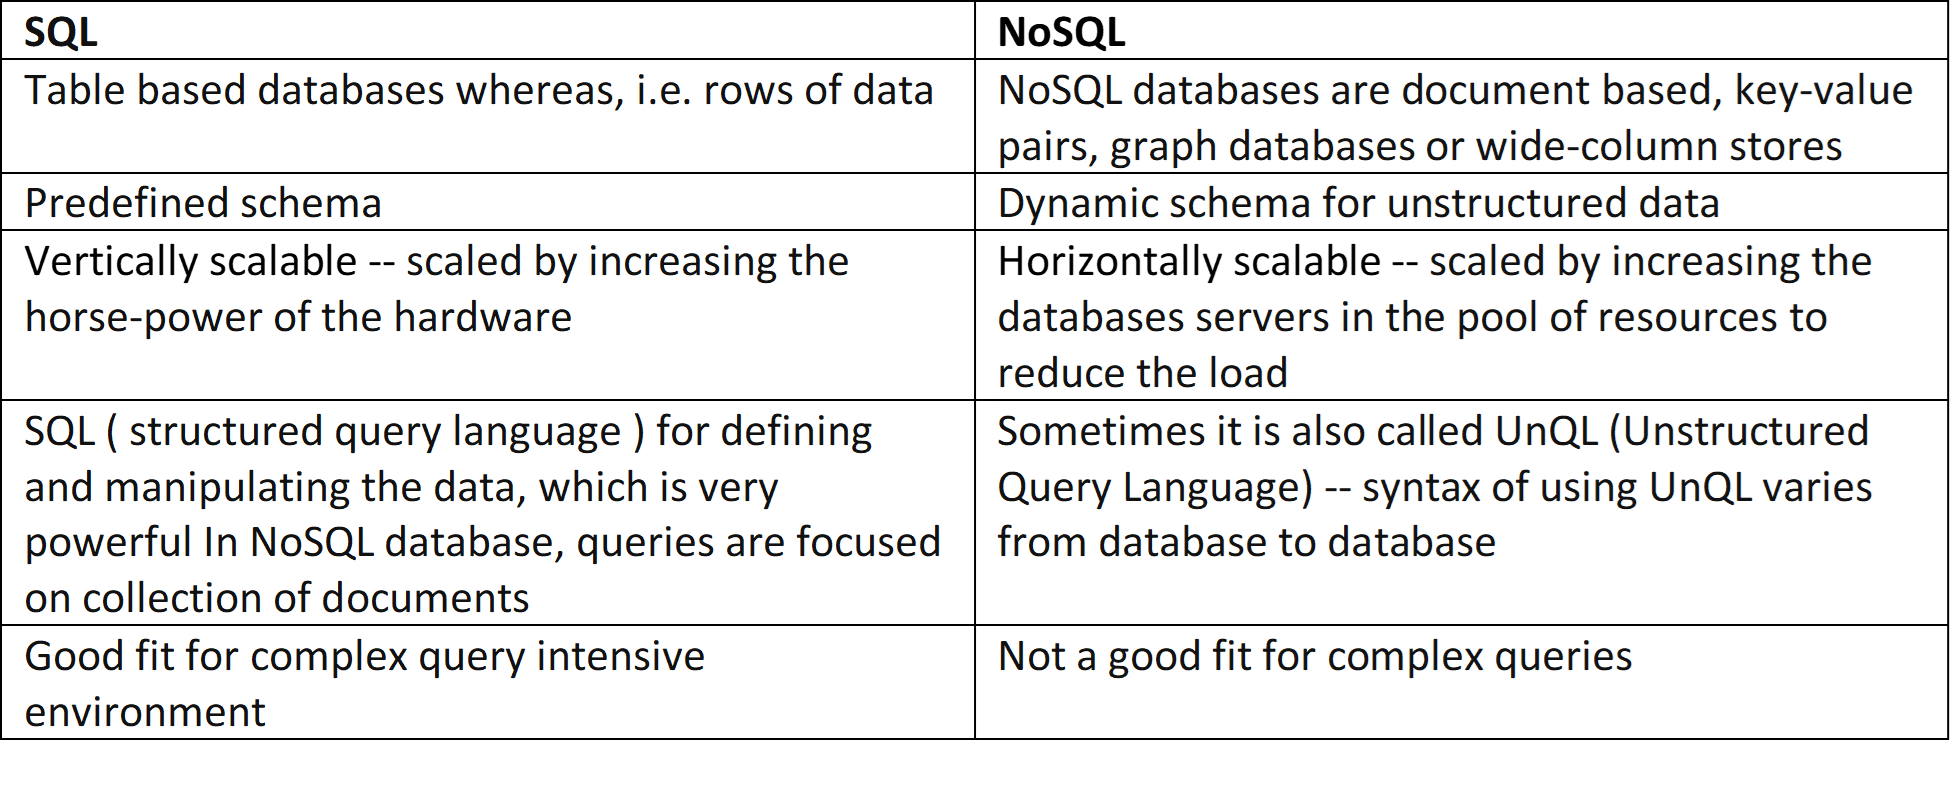 SQL
NoSQL
Table based databases whereas, i.e. rows of data
NoSQL databases are document based, key-value
pairs, graph databases or wide-column stores
Predefined schema
Dynamic schema for unstructured data
Vertically scalable -- scaled by increasing the
horse-power of the hardware
Horizontally scalable -- scaled by increasing the
databases servers in the pool of resources to
reduce the load
SQL ( structured query language ) for defining
and manipulating the data, which is very
powerful In NoSQL database, queries are focused
on collection of documents
Sometimes it is also called UnQL (Unstructured
Query Language) -- syntax of using UnQL varies
from database to database
Good fit for complex query intensive
environment
Not a good fit for complex queries